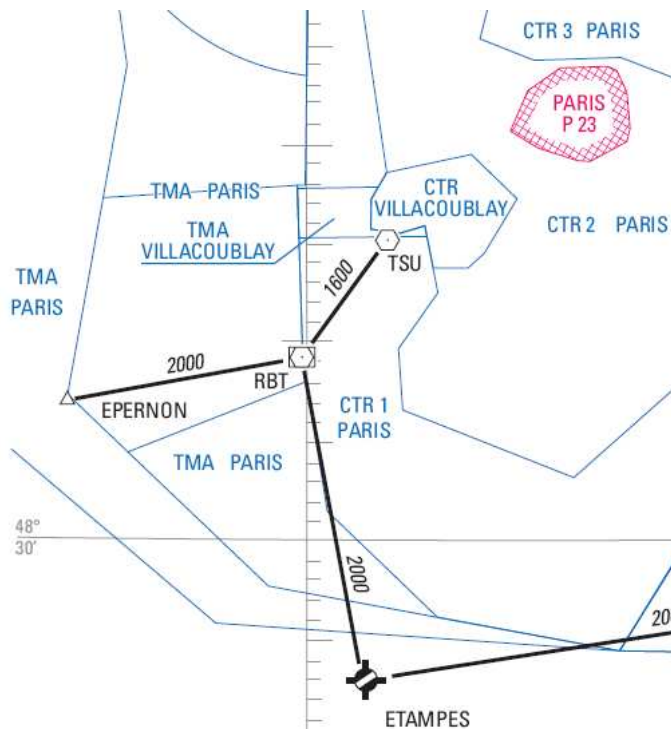 CTR 3 PARIS
PARIS
P 23
TMA PARIS
CTR
VILLACOUBLAY
TMA
VILLACOUBLAY
CTR 2 PARIS
TSU
TMA
PARIS
1600
2000
RBT
EPERNON
CTR 1
PARIS
TMA PARIS
48°
30'
2000
20
ETAMPES